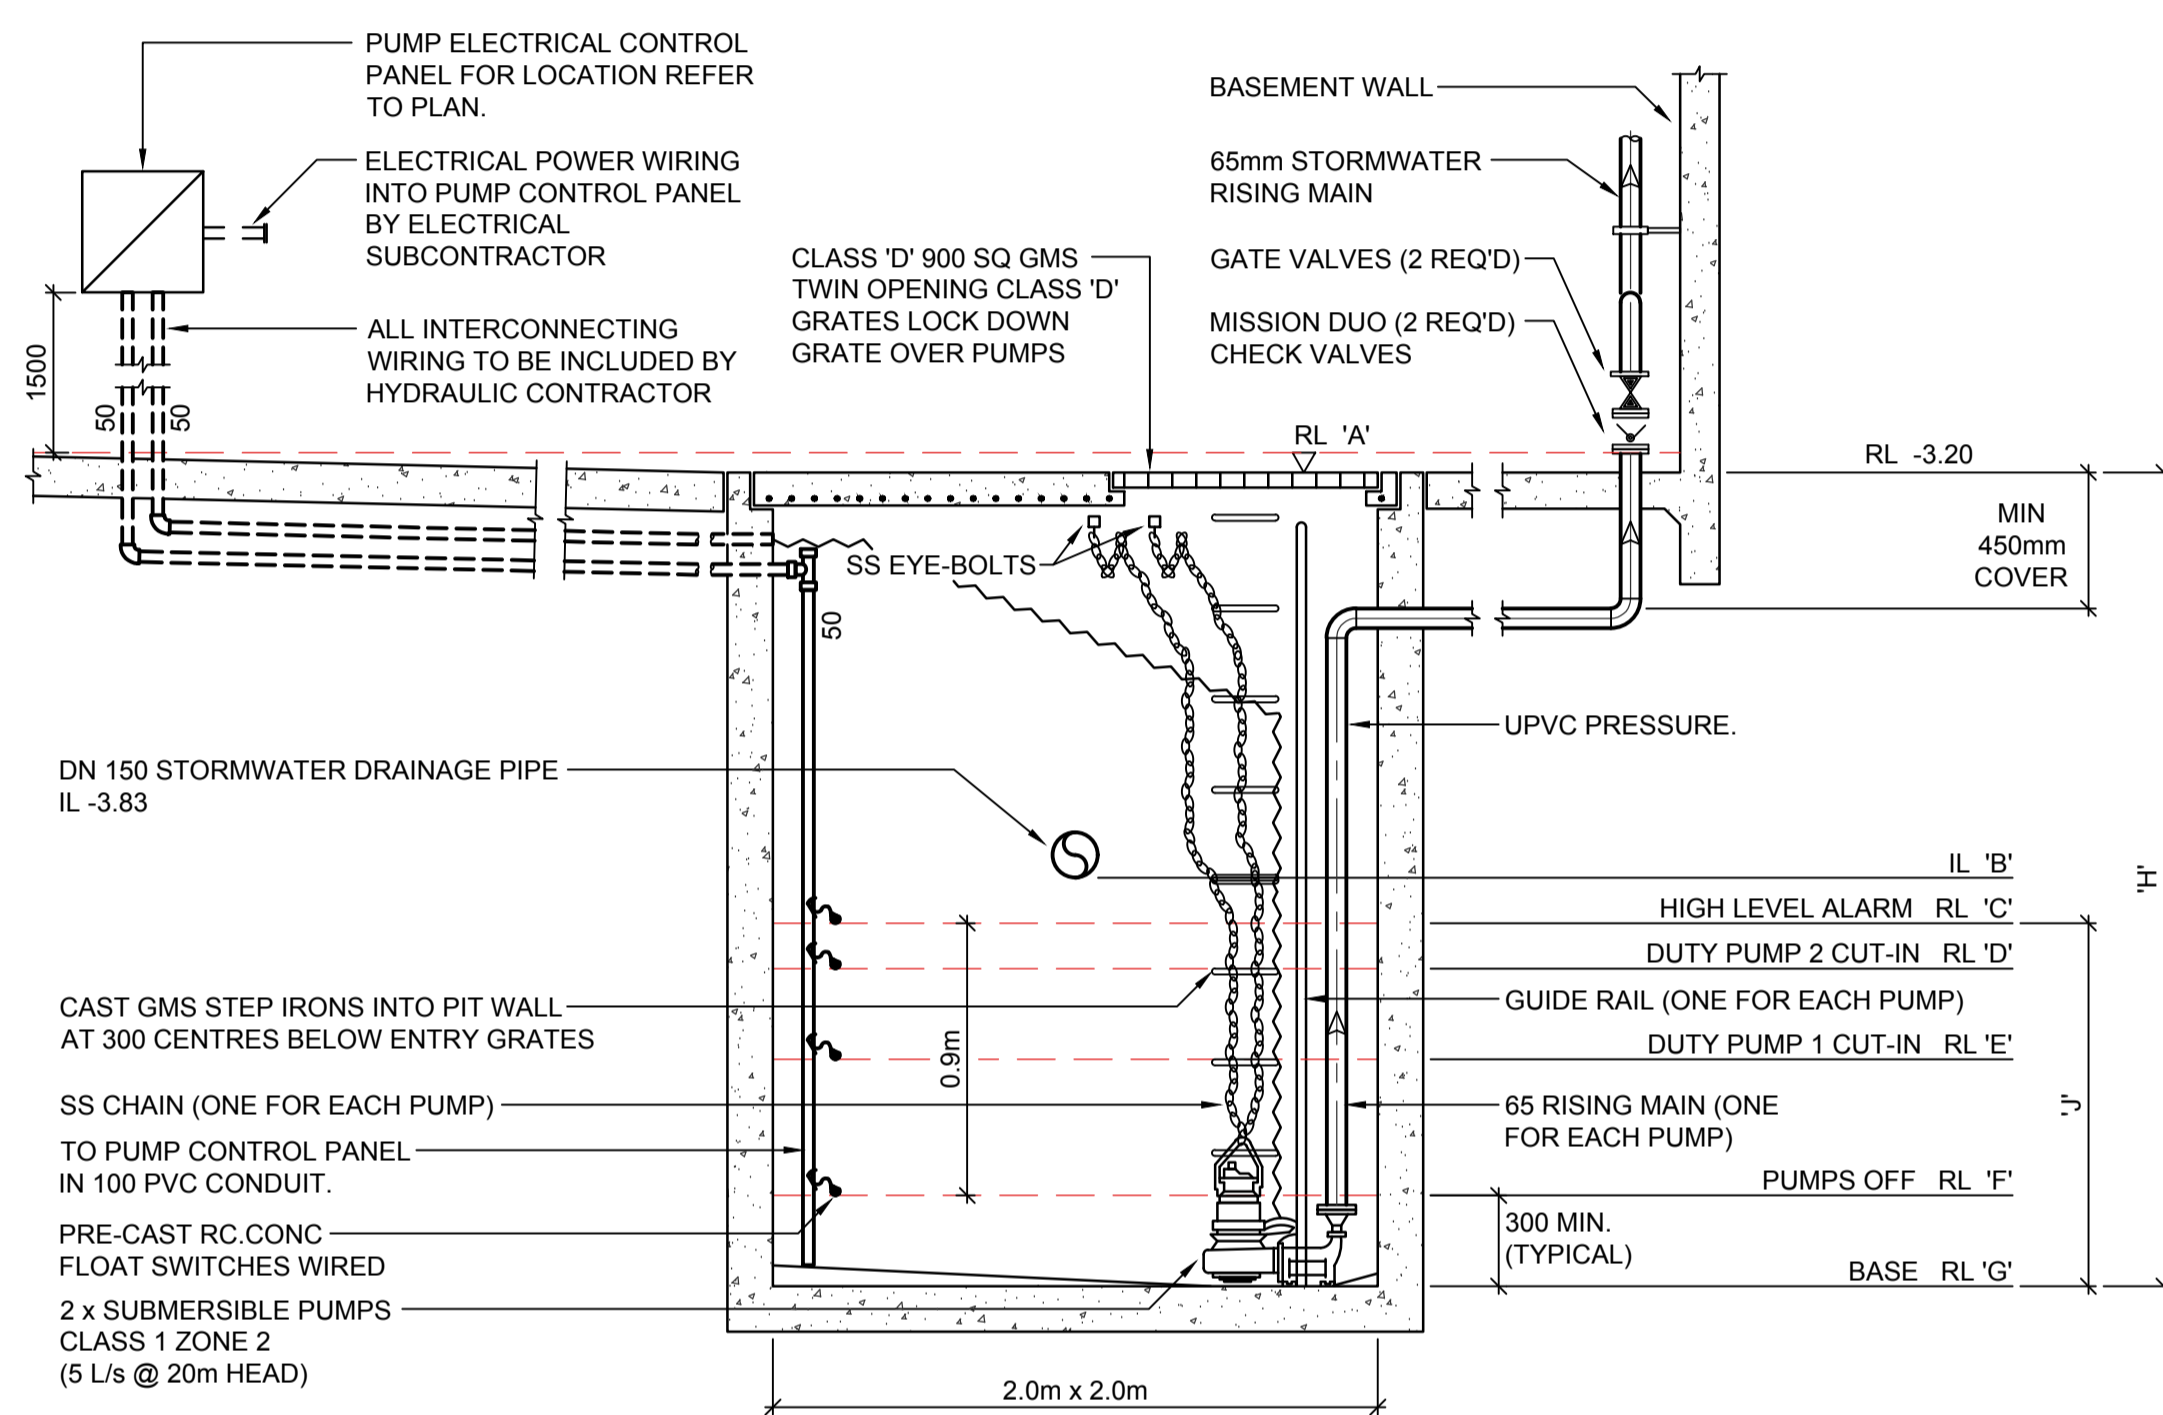 PUMP ELECTRICAL CONTROL
PANEL FOR LOCATION REFER
TO PLAN.
ELECTRICAL POWER WIRING
INTO PUMP CONTROL PANEL
BY ELECTRICAL
SUBCONTRACTOR
ALL INTERCONNECTING
WIRING TO BE INCLUDED BY
HYDRAULIC CONTRACTOR
1500
50
50
CLASS 'D' 900 SQ GMS
TWIN OPENING CLASS 'D'
GRATES LOCK DOWN
GRATE OVER PUMPS
BASEMENT WALL
65mm STORMWATER
RISING MAIN
GATE VALVES (2 REQ'D)
MISSION DUO (2 REQ'D)
CHECK VALVES
RL 'A'
RL -3.20
MIN
450mm
COVER
SS EYE-BOLTS
50
UPVC PRESSURE.
DN 150 STORMWATER DRAINAGE PIPE
IL -3.83
IL 'B'
'H'
HIGH LEVEL ALARM RL 'C'
DUTY PUMP 2 CUT-IN RL 'D'
CAST GMS STEP IRONS INTO PIT WALL
AT 300 CENTRES BELOW ENTRY GRATES
GUIDE RAIL (ONE FOR EACH PUMP)
0.9m
DUTY PUMP 1 CUT-IN RL 'E'
'J'
SS CHAIN (ONE FOR EACH PUMP)
65 RISING MAIN (ONE
FOR EACH PUMP)
TO PUMP CONTROL PANEL
IN 100 PVC CONDUIT.
PUMPS OFF RL 'F'
PRE-CAST RC.CONC
FLOAT SWITCHES WIRED
300 MIN.
(TYPICAL)
BASE RL 'G'
2 x SUBMERSIBLE PUMPS
CLASS 1 ZONE 2
(5 L/s @ 20m HEAD)
2.0m x 2.0m